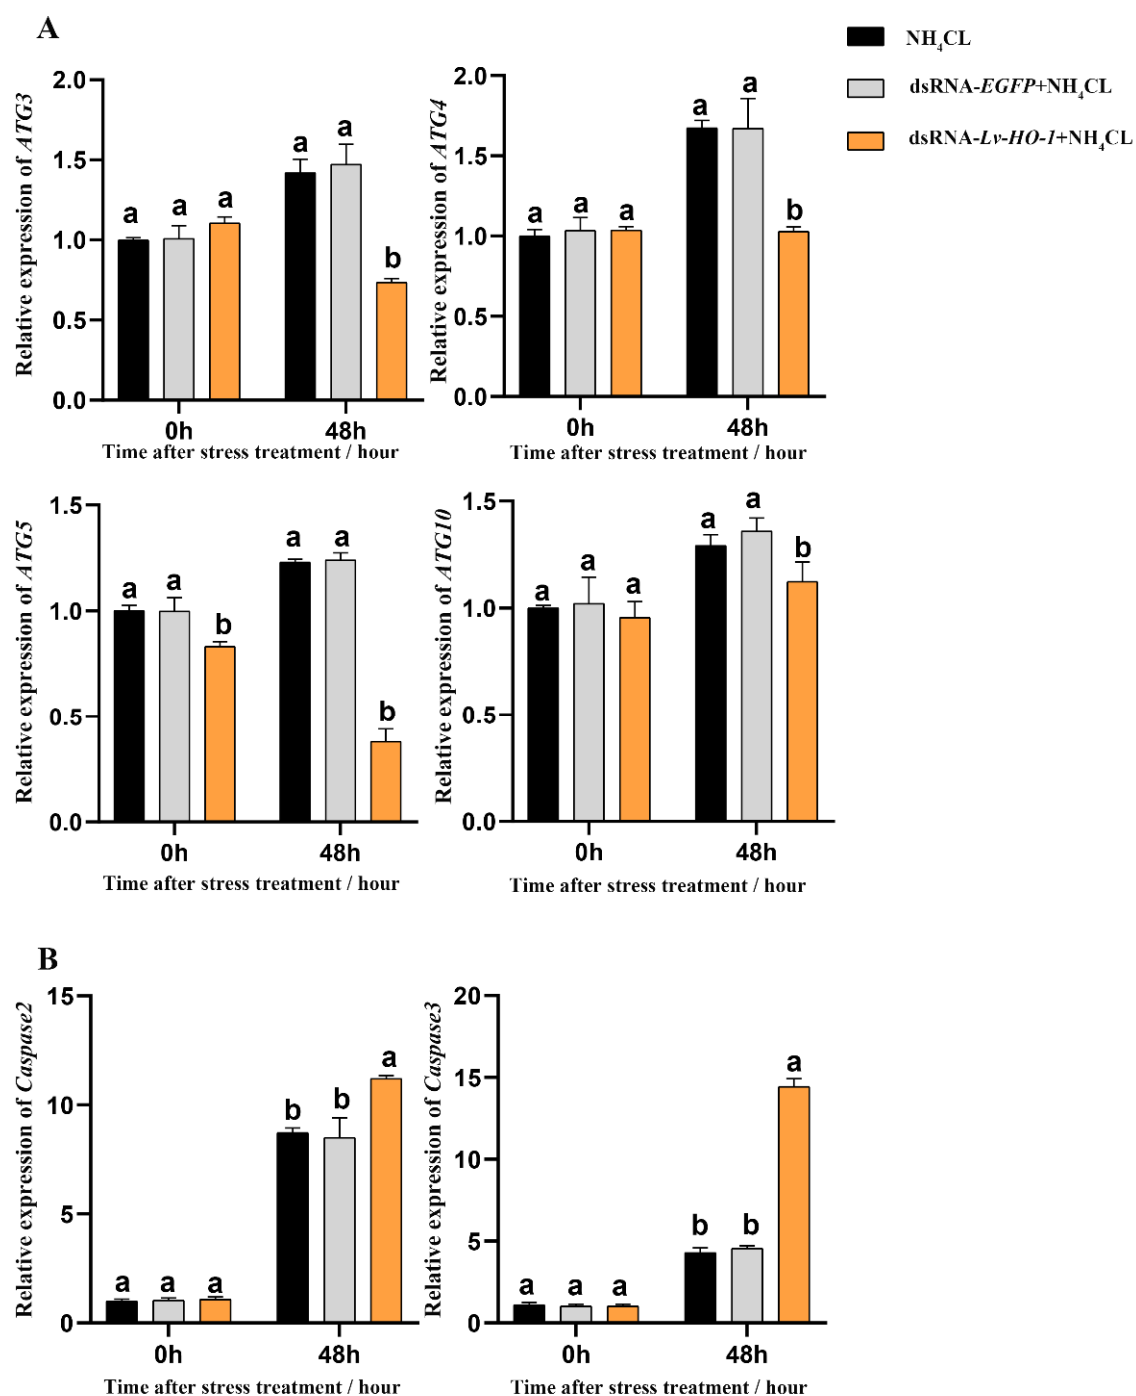 A
NH₄CL
dsRNA-EGFP+NH₄CL
dsRNA-Lv-HO-1+NH₄CL
Relative expression of ATG3
2.0
1.5
1.0
0.5
0.0
a
a
a
a
a
b
0h
48h
Time after stress treatment / hour
Relative expression of ATG4
2.0
1.5
1.0
0.5
0.0
a
a
a
a
a
b
0h
48h
Time after stress treatment / hour
Relative expression of ATG5
1.5
1.0
0.5
0.0
a
a
b
a
a
b
0h
48h
Time after stress treatment / hour
Relative expression of ATG10
1.5
1.0
0.5
0.0
a
a
a
a
a
b
0h
48h
Time after stress treatment / hour
B
Relative expression of Caspase2
15
10
5
0
a
a
a
b
b
a
0h
48h
Time after stress treatment / hour
Relative expression of Caspase3
20
15
10
5
0
a
a
a
b
b
a
0h
48h
Time after stress treatment / hour